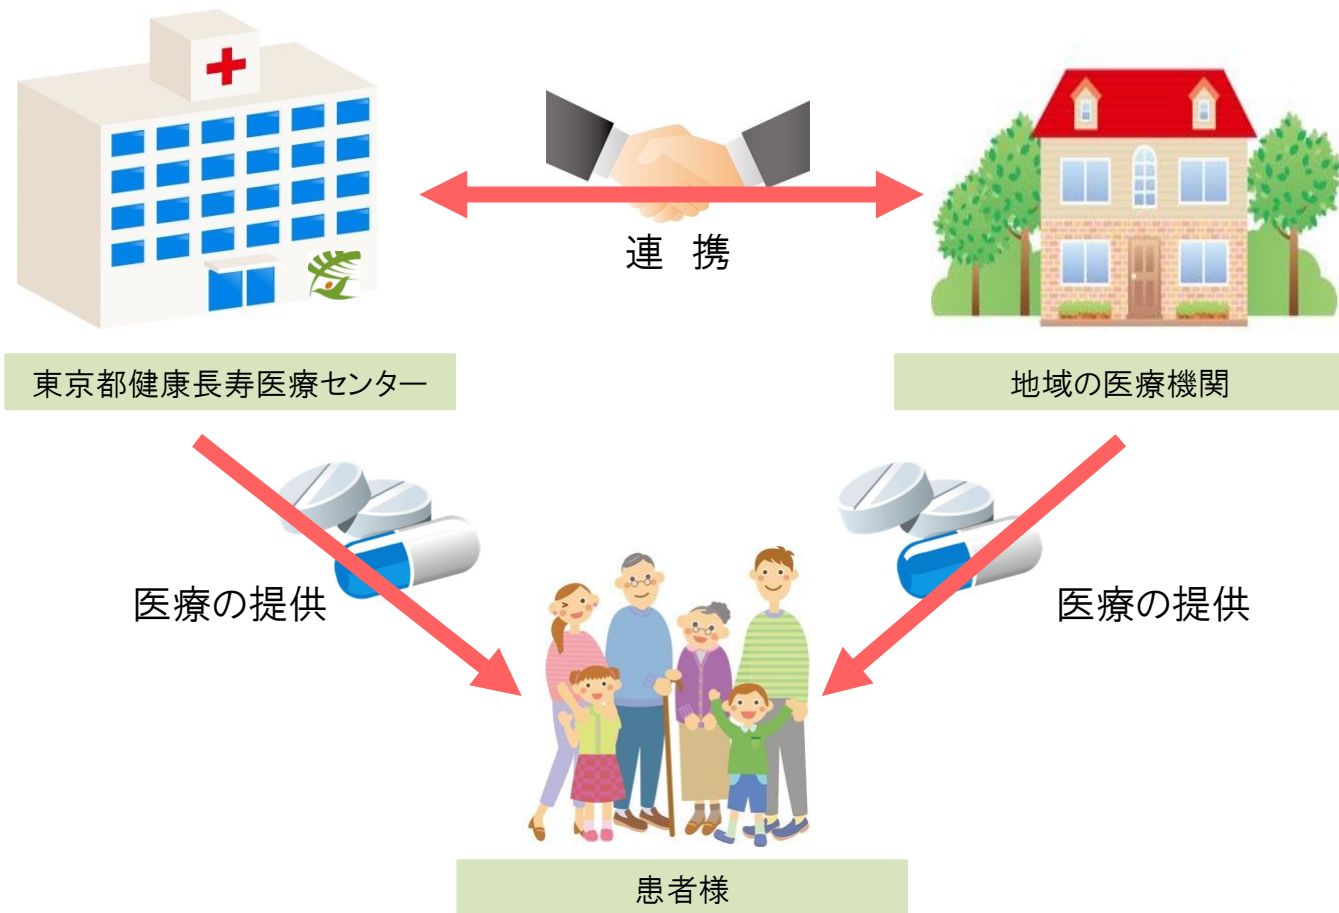 連 携
東京都健康長寿医療センター
地域の医療機関
医療の提供
医療の提供
患者様